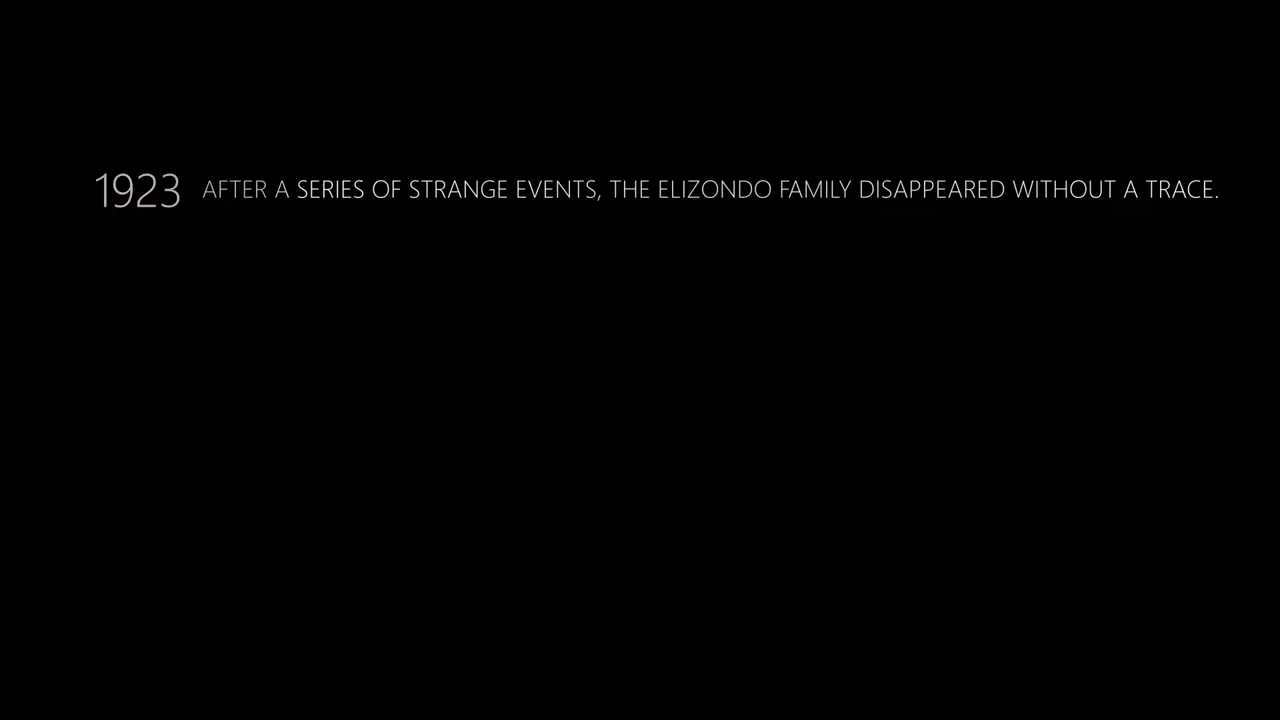 1923 AFTER A SERIES OF STRANGE EVENTS, THE ELIZONDO FAMILY DISAPPEARED WITHOUT A TRACE.